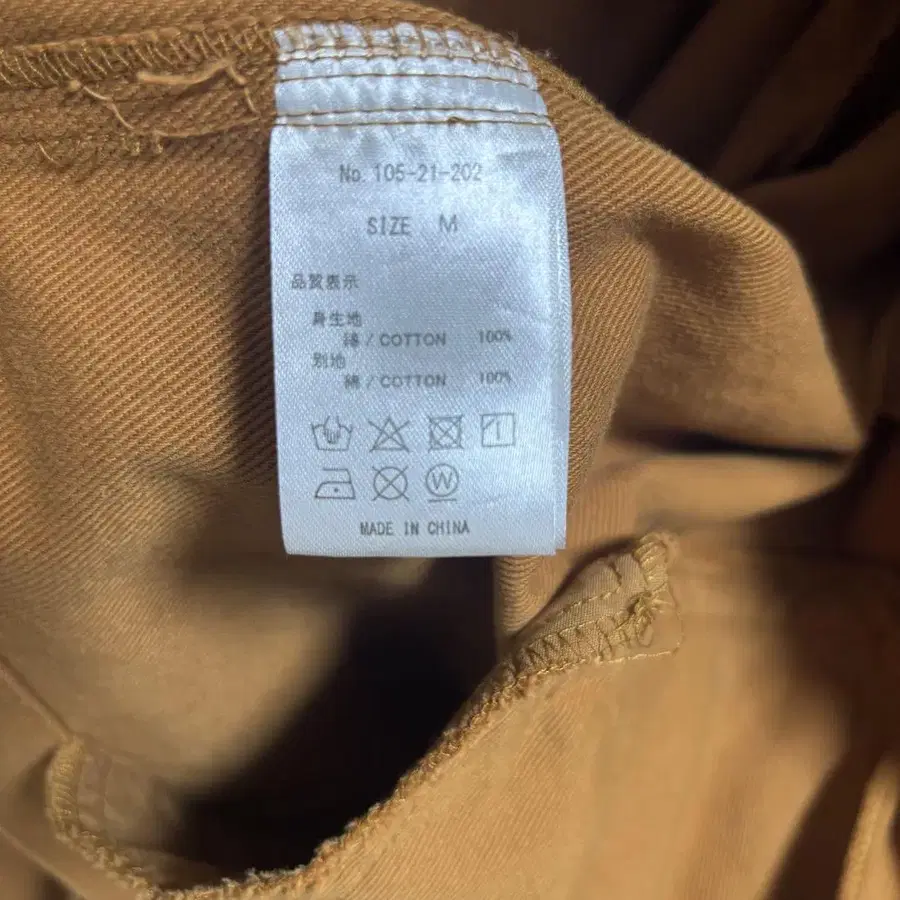 No. 105-21-202
SIZE M
品質表示
身生地
綿 / COTTON 100%
別地
綿 / COTTON 100%
W
MADE IN CHINA